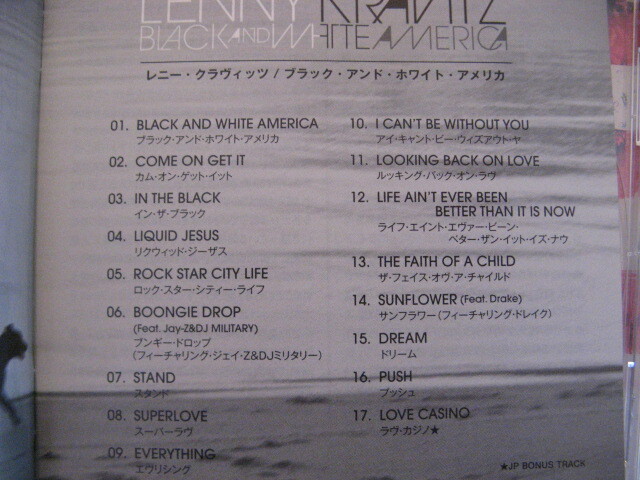 LENNY KRAVITZ
BLACK AND WHITE AMERICA
レニー・クラヴィッツ / ブラック・アンド・ホワイト・アメリカ
01. BLACK AND WHITE AMERICA
ブラック・アンド・ホワイト・アメリカ
02. COME ON GET IT
カム・オン・ゲット・イット
03. IN THE BLACK
イン・ザ・ブラック
04. LIQUID JESUS
リクウィッド・ジーザス
05. ROCK STAR CITY LIFE
ロック・スター・シティー・ライフ
06. BOONGIE DROP
(Feat. Jay-Z&DJ MILITARY)
ブンギー・ドロップ
(フィーチャリング・ジェイ・Z&DJミリタリー)
07. STAND
スタンド
08. SUPERLOVE
スーパーラヴ
09. EVERYTHING
エヴリシング
10. I CAN'T BE WITHOUT YOU
アイ・キャント・ビー・ウィズアウト・ヤ
11. LOOKING BACK ON LOVE
ルッキング・バック・オン・ラヴ
12. LIFE AIN'T EVER BEEN
BETTER THAN IT IS NOW
ライフ・エイント・エヴァー・ビーン・
ベター・ザン・イット・イズ・ナウ
13. THE FAITH OF A CHILD
ザ・フェイス・オヴ・ア・チャイルド
14. SUNFLOWER (Feat. Drake)
サンフラワー (フィーチャリング・ドレイク)
15. DREAM
ドリーム
16. PUSH
プッシュ
17. LOVE CASINO
ラヴ・カジノ★
★JP BONUS TRACK